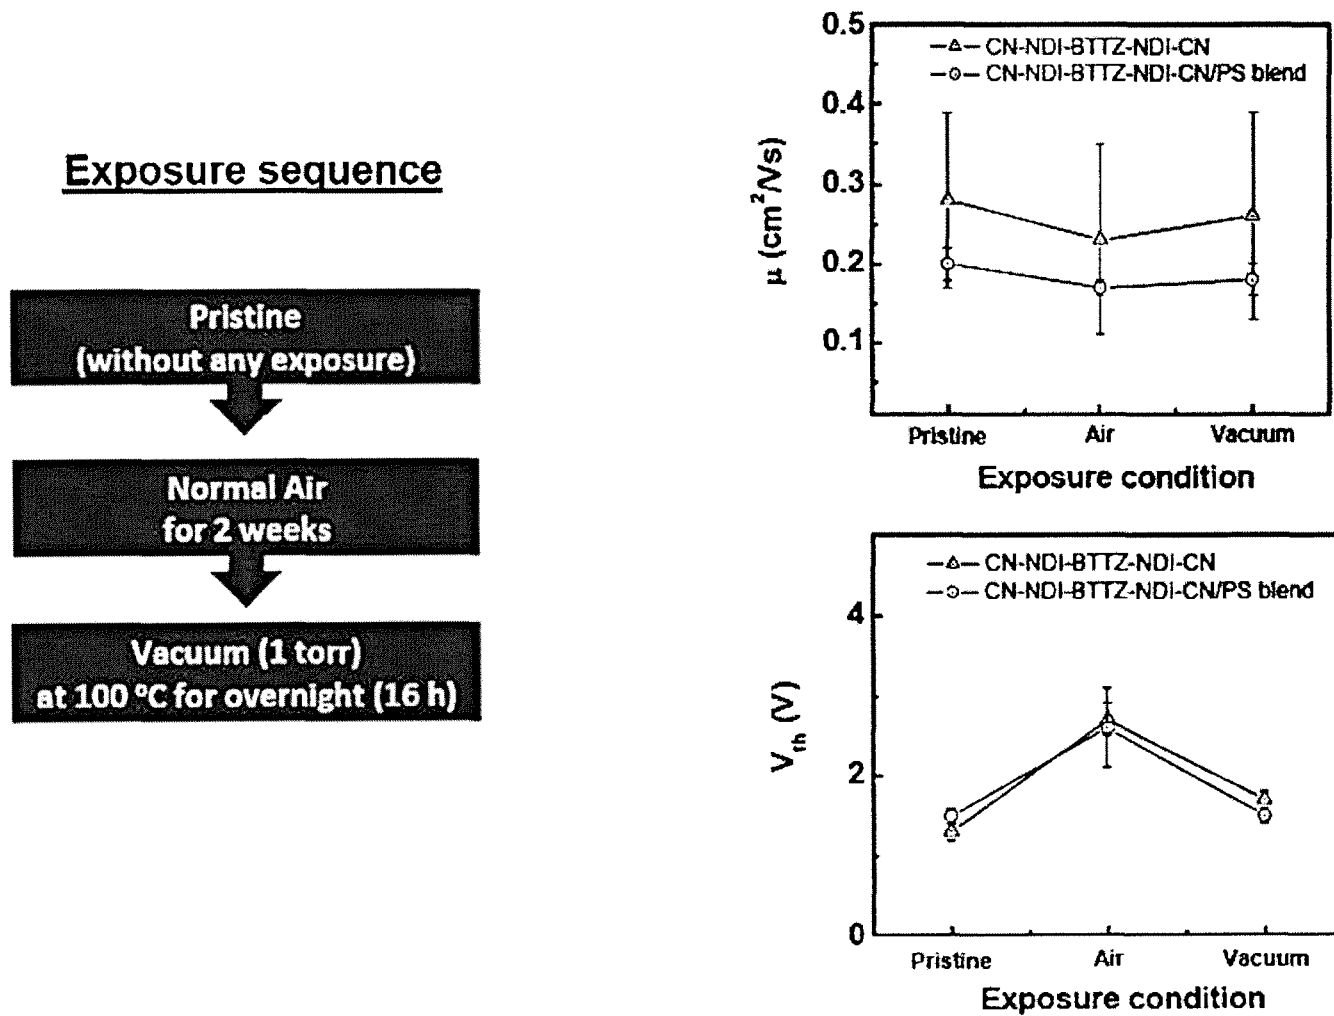 Exposure sequence
Pristine
(without any exposure)
Normal Air
for 2 weeks
Vacuum (1 torr)
at 100 ºC for overnight (16 h)
0.5
0.4
0.3
0.2
0.1
μ (cm²/Vs)
CN-NDI-BTTZ-NDI-CN
CN-NDI-BTTZ-NDI-CN/PS blend
Pristine Air Vacuum
Exposure condition
4
2
0
V_th (V)
CN-NDI-BTTZ-NDI-CN
CN-NDI-BTTZ-NDI-CN/PS blend
Pristine Air Vacuum
Exposure condition